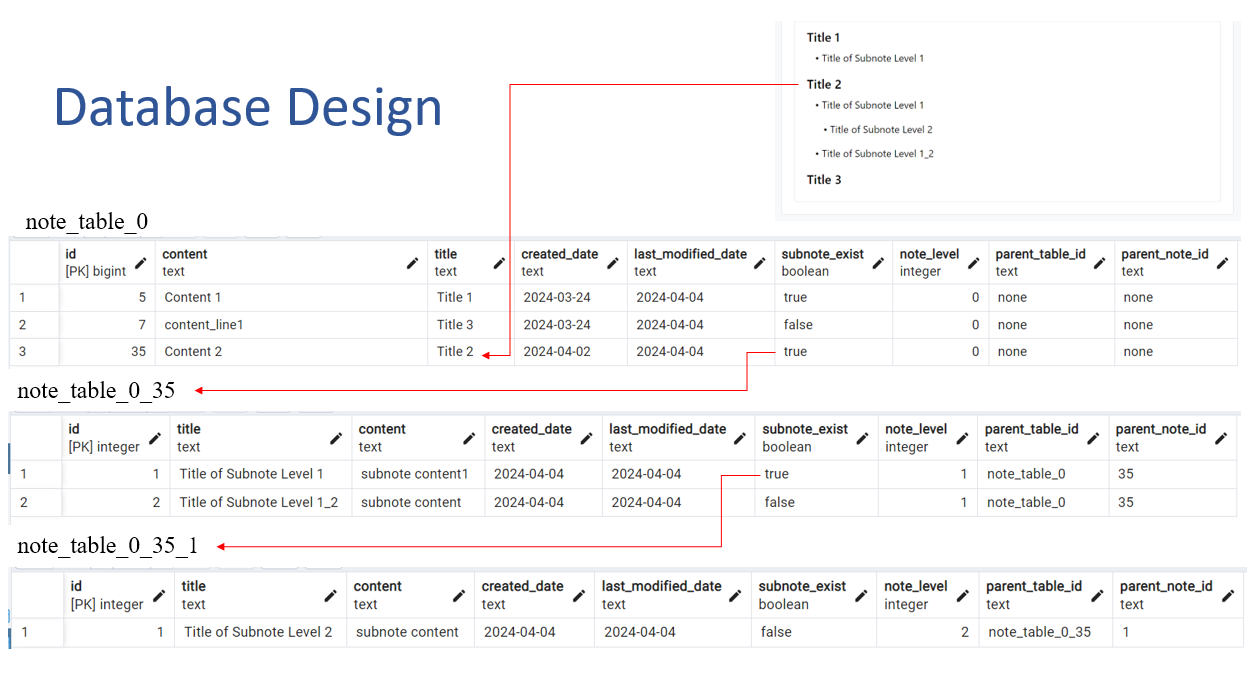 Database Design
Title 1
• Title of Subnote Level 1
Title 2
• Title of Subnote Level 1
• Title of Subnote Level 2
• Title of Subnote Level 1_2
Title 3
note_table_0
id content title created_date last_modified_date subnote_exist note_level parent_table_id parent_note_id
[PK] bigint text text text text boolean integer text text
1 5 Content 1 Title 1 2024-03-24 2024-04-04 true 0 none none
2 7 content_line1 Title 3 2024-03-24 2024-04-04 false 0 none none
3 35 Content 2 Title 2 2024-04-02 2024-04-04 true 0 none none
note_table_0_35
id title content created_date last_modified_date subnote_exist note_level parent_table_id parent_note_id
[PK] integer text text text text boolean integer text text
1 1 Title of Subnote Level 1 subnote content1 2024-04-04 2024-04-04 true 1 note_table_0 35
2 2 Title of Subnote Level 1_2 subnote content 2024-04-04 2024-04-04 false 1 note_table_0 35
note_table_0_35_1
id title content created_date last_modified_date subnote_exist note_level parent_table_id parent_note_id
[PK] integer text text text text boolean integer text text
1 1 Title of Subnote Level 2 subnote content 2024-04-04 2024-04-04 false 2 note_table_0_35 1